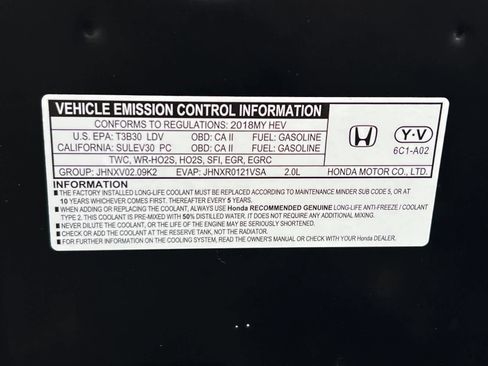 VEHICLE EMISSION CONTROL INFORMATION
CONFORMS TO REGULATIONS: 2018MY HEV
U.S. EPA: T3B30 LDV OBD: CA II FUEL: GASOLINE
CALIFORNIA: SULEV30 PC OBD: CA II FUEL: GASOLINE
TWC, WR-HO2S, HO2S, SFI, EGR, EGRC
GROUP: JHNXV02.09K2 EVAP: JHNXR0121VSA 2.0L
Y·V
6C1-A02
HONDA MOTOR CO., LTD.
INFORMATION
■ THE FACTORY INSTALLED LONG-LIFE COOLANT MUST BE REPLACED ACCORDING TO MAINTENANCE MINDER SUB CODE 5, OR AT
10 YEARS WHICHEVER COMES FIRST. THEREAFTER EVERY 5 YEARS.
■ WHEN ADDING OR REPLACING COOLANT, ALWAYS USE Honda RECOMMENDED GENUINE LONG-LIFE ANTI-FREEZE / COOLANT
TYPE 2. THIS COOLANT IS PRE-MIXED WITH 50% DISTILLED WATER. IT DOES NOT REQUIRE ANY ADDITIONAL MIXING.
■ NEVER DILUTE THE COOLANT, OR THE LIFE OF THE ENGINE MAY BE SERIOUSLY SHORTENED.
■ CHECK OR ADD THE COOLANT AT THE RESERVE TANK, NOT THE RADIATOR.
■ FOR FURTHER INFORMATION ON THE COOLING SYSTEM, READ THE OWNER'S MANUAL OR CHECK WITH YOUR Honda DEALER.